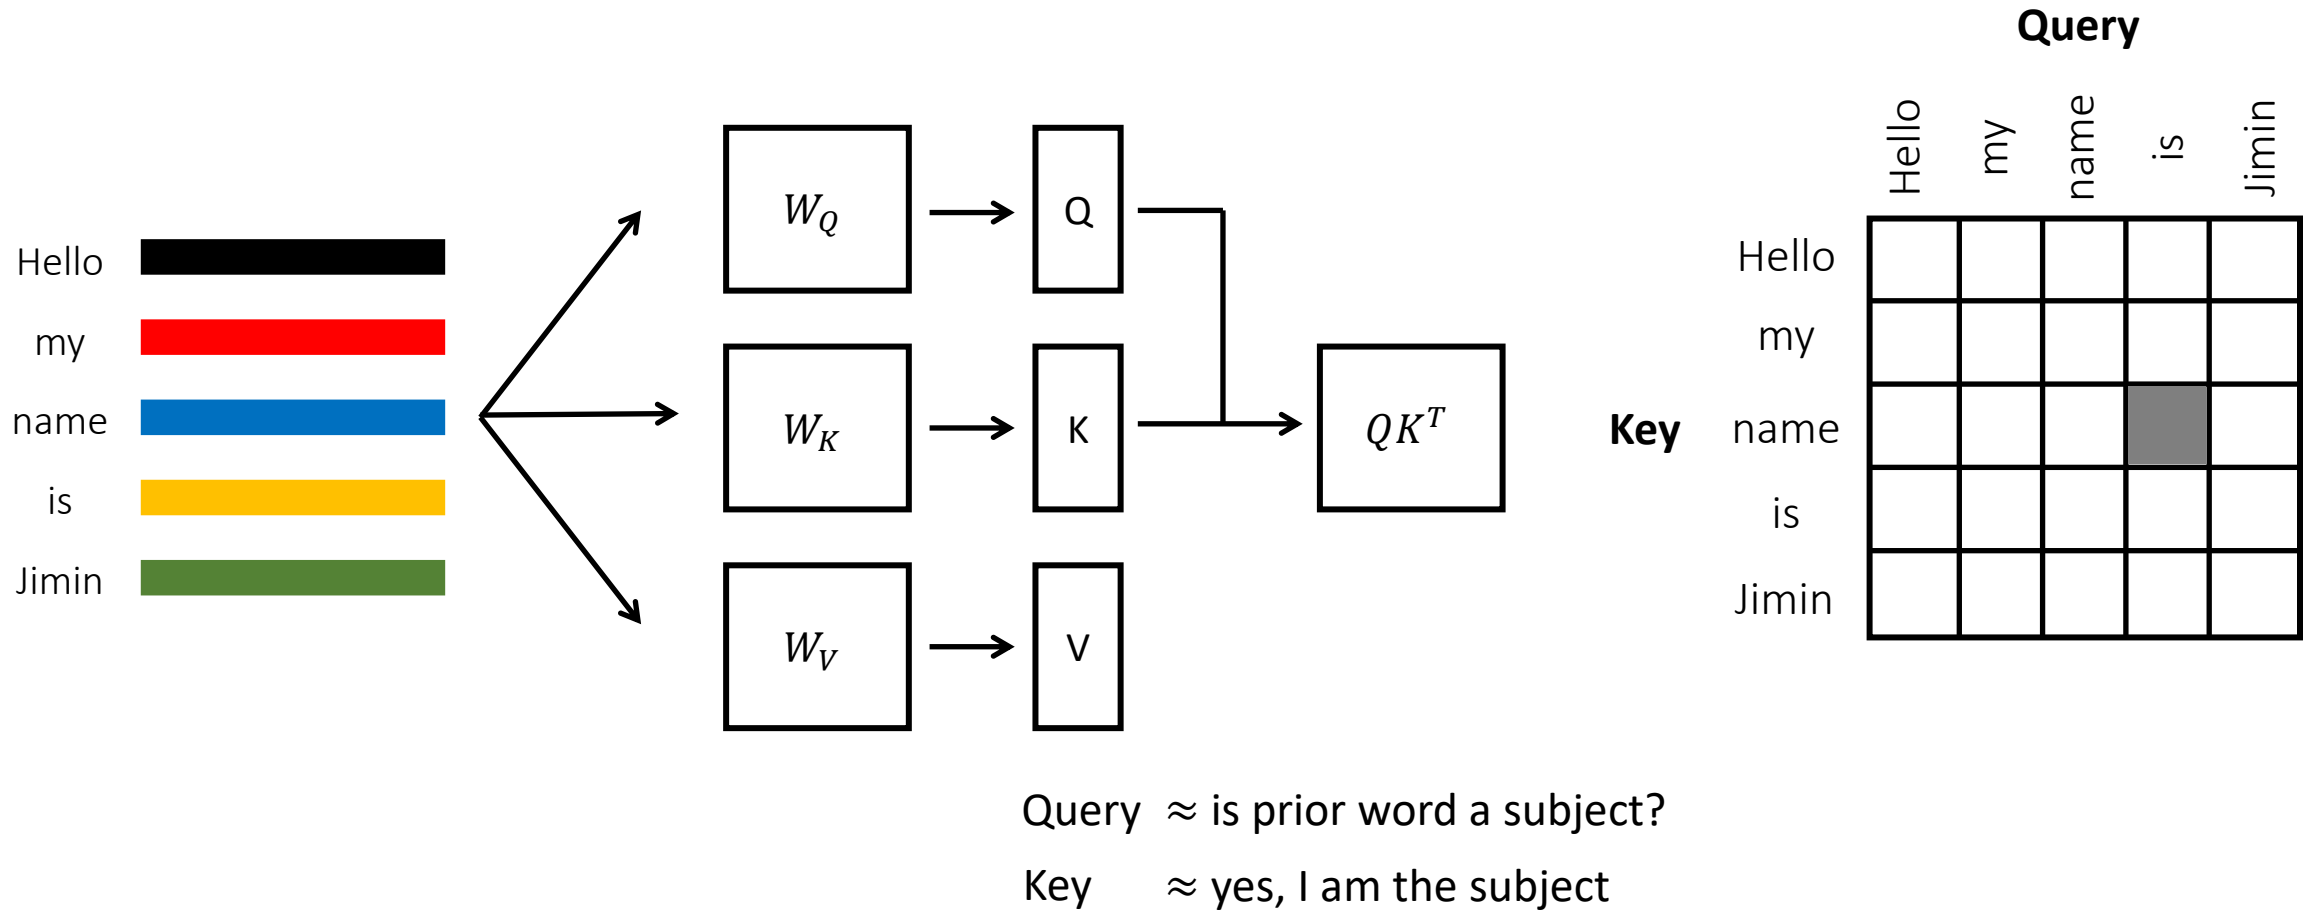 Hello
my
name
is
Jimin
W_Q
Q
W_K
K
W_V
V
QK^T
Query
Hello
my
name
is
Jimin
Key
Hello
my
name
is
Jimin
Query ≈ is prior word a subject?
Key ≈ yes, I am the subject